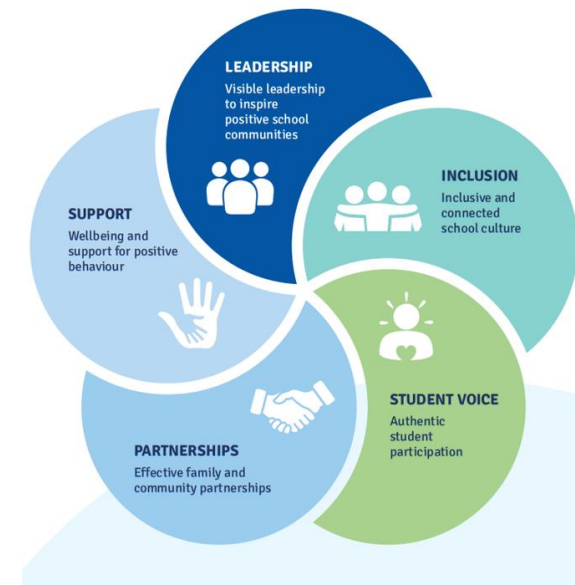 LEADERSHIP
Visible leadership
to inspire
positive school
communities
INCLUSION
Inclusive and
connected
school culture
STUDENT VOICE
Authentic
student
participation
PARTNERSHIPS
Effective family and
community partnerships
SUPPORT
Wellbeing and
support for positive
behaviour